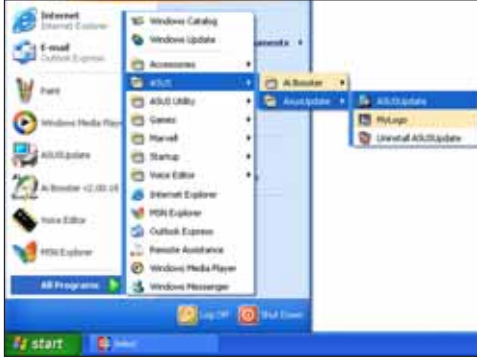 Internet
Internet Explorer
E-mail
Outlook Express
Paint
Windows Media Player
ASUSUpdate
Ai Booster v2.00.
Voice Editor
MSN Explorer
All Programs
Windows Catalog
Windows Update
Accessories
ASUS
ASUS Utility
Games
Marvell
Startup
Voice Editor
Internet Explorer
MSN Explorer
Outlook Express
Remote Assistance
Windows Media Player
Windows Messenger
uments
Ai Booster
AsusUpdate
ASUSUpdate
MyLogo
Uninstall ASUSUpdate
Log Off
Shut Down
start